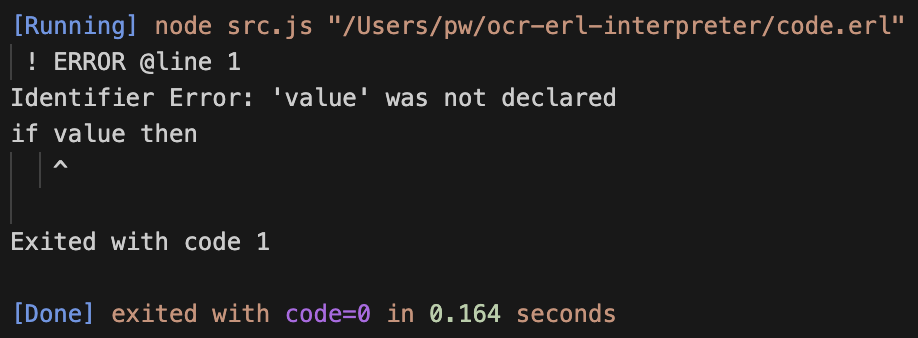 [Running] node src.js "/Users/pw/ocr-erl-interpreter/code.erl"
! ERROR @line 1
Identifier Error: 'value' was not declared
if value then
^
Exited with code 1
[Done] exited with code=0 in 0.164 seconds